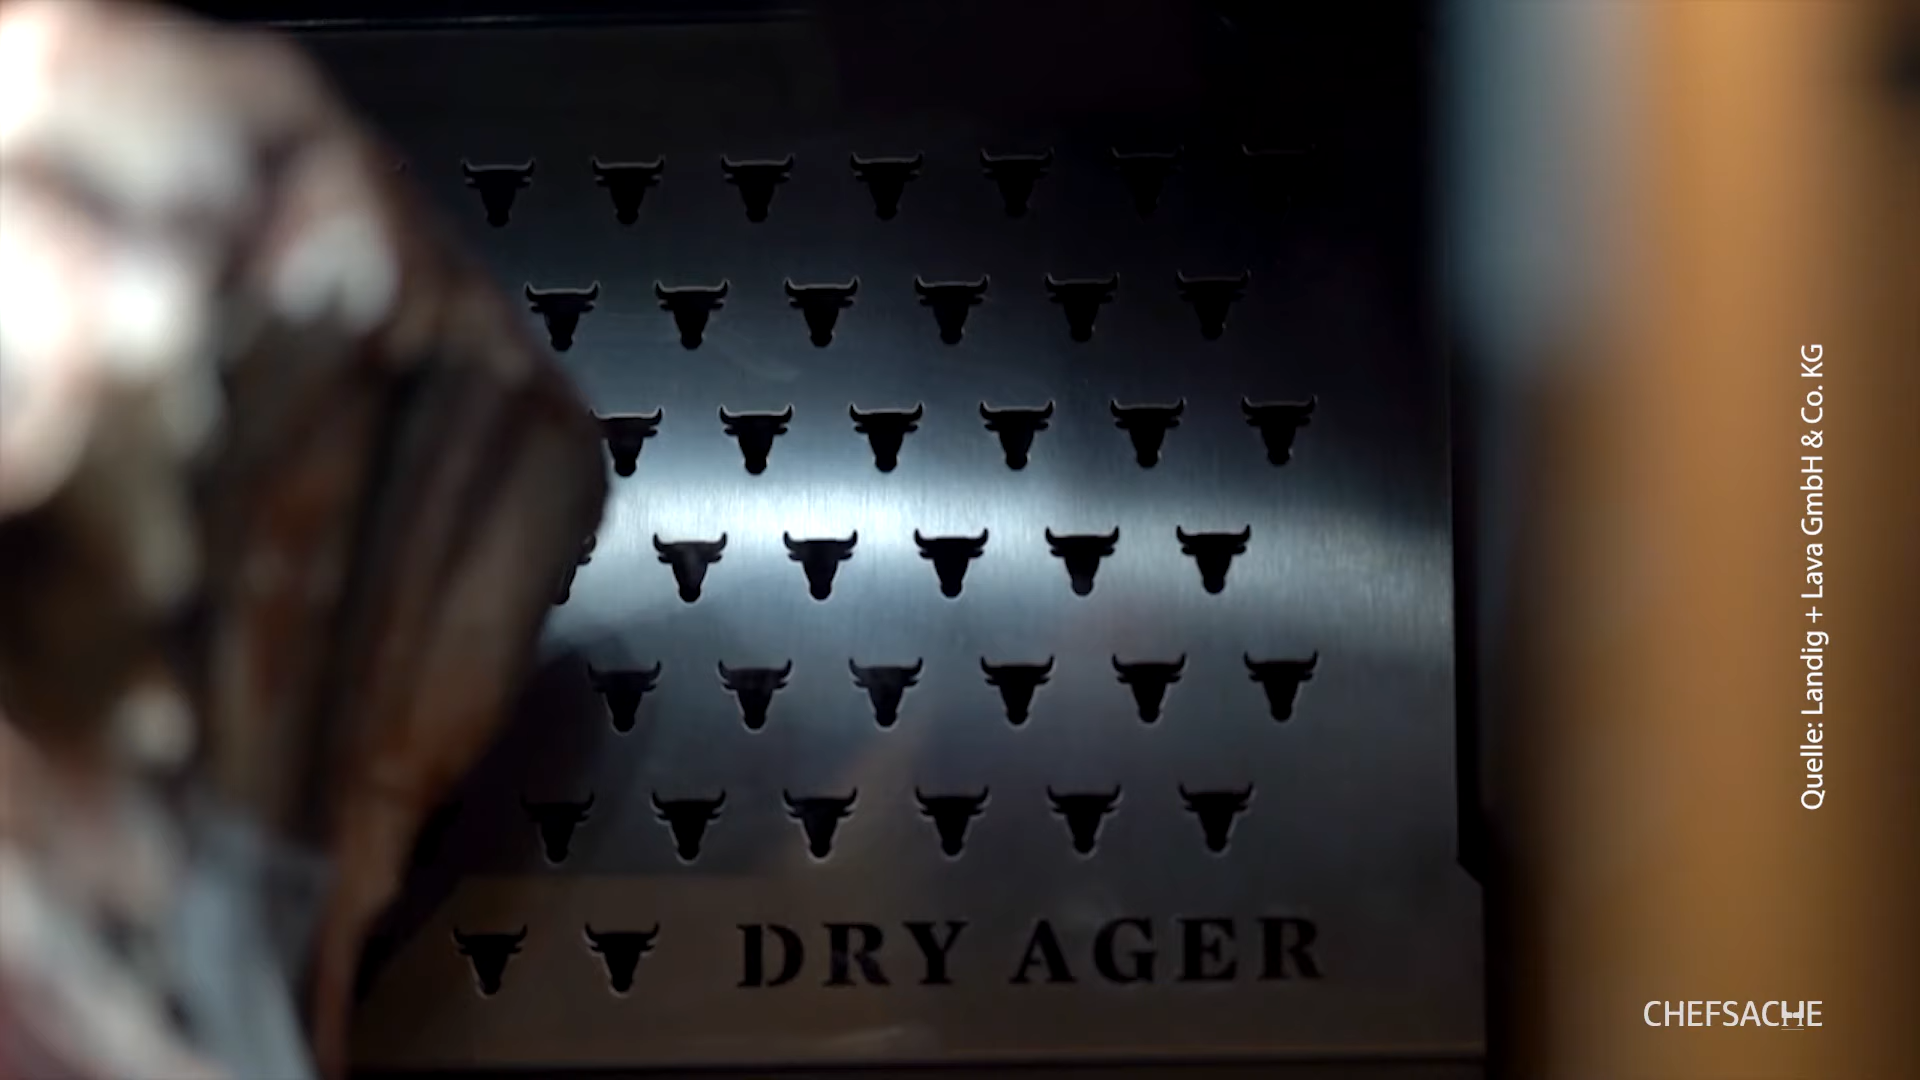 DRY AGER
Quelle: Landig + Lava GmbH & Co. KG
CHEFSACHE